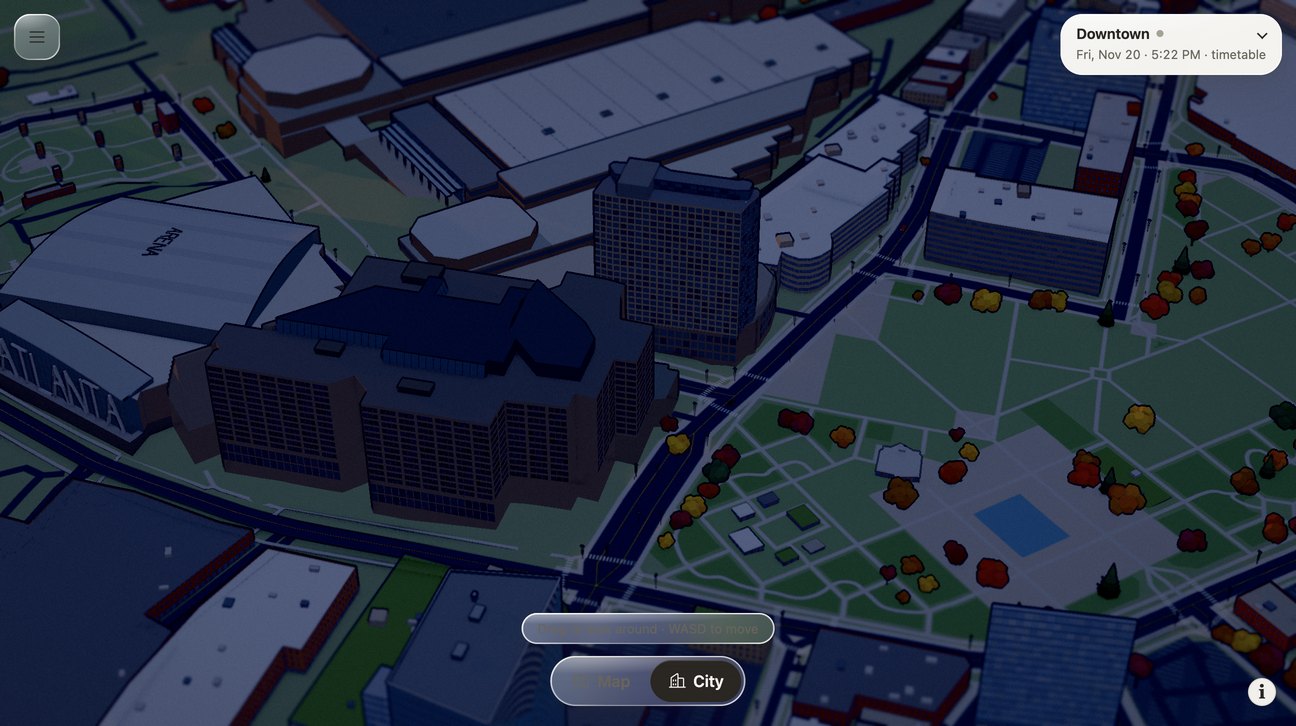 Downtown
Fri, Nov 20 · 5:22 PM · timetable
ARENA
ATLANTA
around · WASD to move
Map
City
i